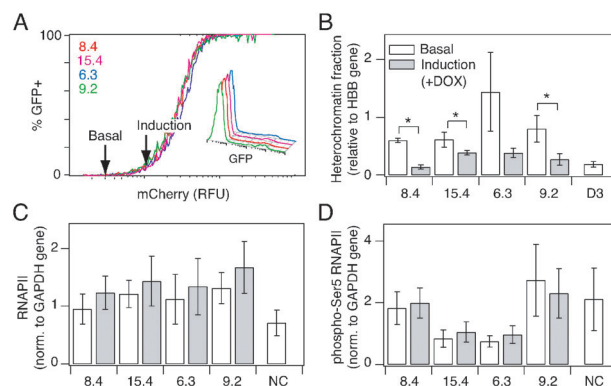 A
100
8.4
15.4
6.3
9.2
% GFP+
Basal
Induction
GFP
0
mCherry (RFU)
B
Heterochromatin fraction
(relative to HBB gene)
2
1
0
Basal
Induction
(+DOX)
*
*
*
8.4 15.4 6.3 9.2 D3
C
RNAPII
(norm. to GAPDH gene)
2
1
0
8.4 15.4 6.3 9.2 NC
D
phospho-Ser5 RNAPII
(norm. to GAPDH gene)
4
2
0
8.4 15.4 6.3 9.2 NC